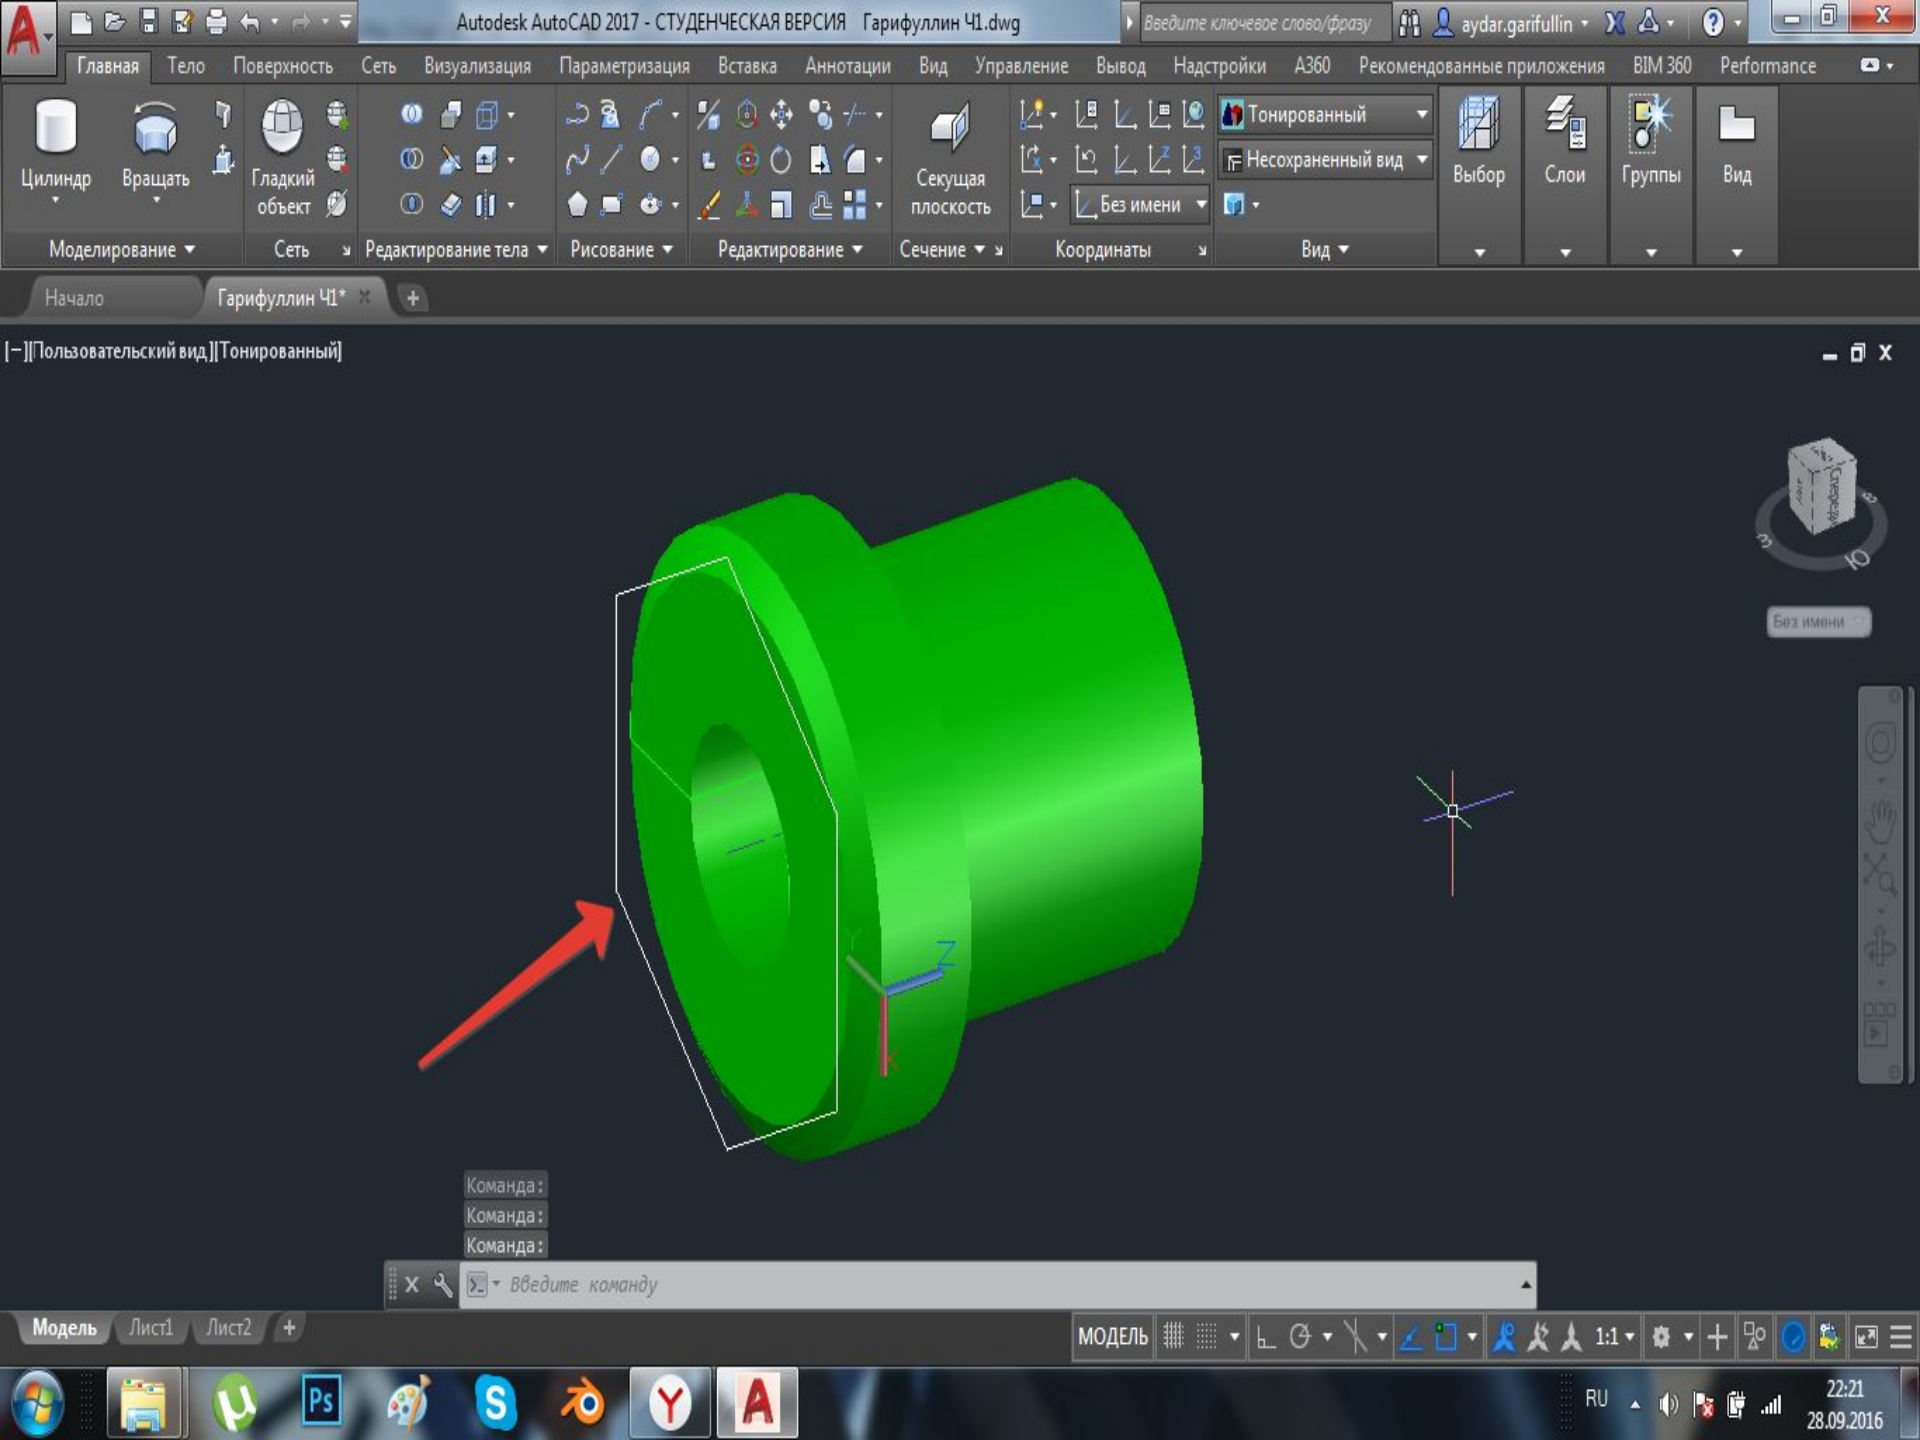 Autodesk AutoCAD 2017 - СТУДЕНЧЕСКАЯ ВЕРСИЯ Гарифуллин Ч1.dwg
Введите ключевое слово/фразу
aydar.garifullin
Главная Тело Поверхность Сеть Визуализация Параметризация Вставка Аннотации Вид Управление Вывод Надстройки A360 Рекомендованные приложения BIM 360 Performance
Цилиндр
Вращать
Гладкий
объект
Секущая
плоскость
Без имени
Тонированный
Несохраненный вид
Выбор
Слои
Группы
Вид
Моделирование
Сеть
Редактирование тела
Рисование
Редактирование
Сечение
Координаты
Вид
Начало
Гарифуллин Ч1*
[−][Пользовательский вид][Тонированный]
Спереди
З
Ю
В
Без имени
Y
Z
X
Команда:
Команда:
Команда:
Введите команду
Модель Лист1 Лист2
МОДЕЛЬ
1:1
Ps
RU
22:21
28.09.2016